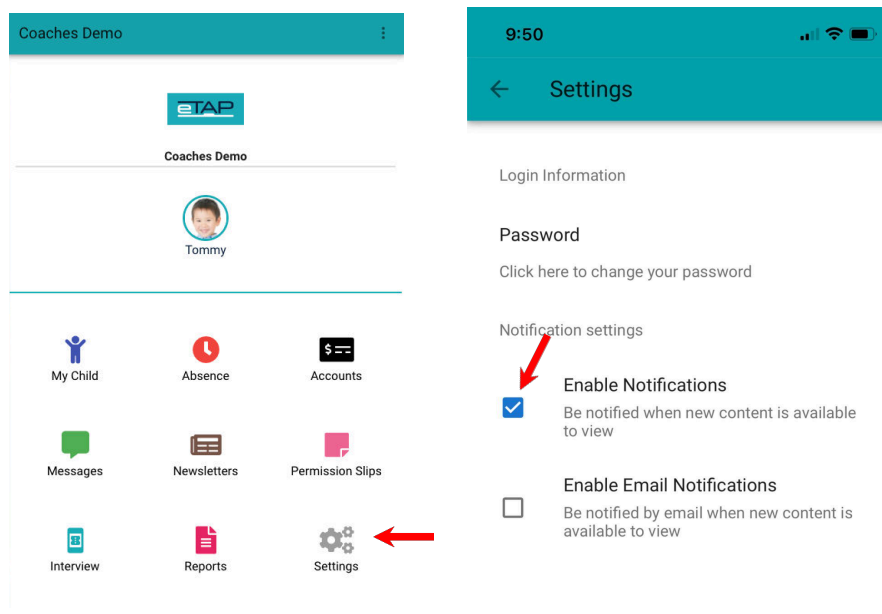 Coaches Demo
eTAP
Coaches Demo
Tommy
My Child
Absence
Accounts
Messages
Newsletters
Permission Slips
Interview
Reports
Settings
9:50
Settings
Login Information
Password
Click here to change your password
Notification settings
Enable Notifications
Be notified when new content is available
to view
Enable Email Notifications
Be notified by email when new content is
available to view